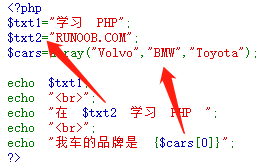 <?php
$txt1="学习 PHP";
$txt2="RUNOOB.COM";
$cars=array("Volvo","BMW","Toyota");
echo $txt1;
echo "<br>";
echo "在 $txt2 学习 PHP ";
echo "<br>";
echo "我车的品牌是 {$cars[0]}";
?>